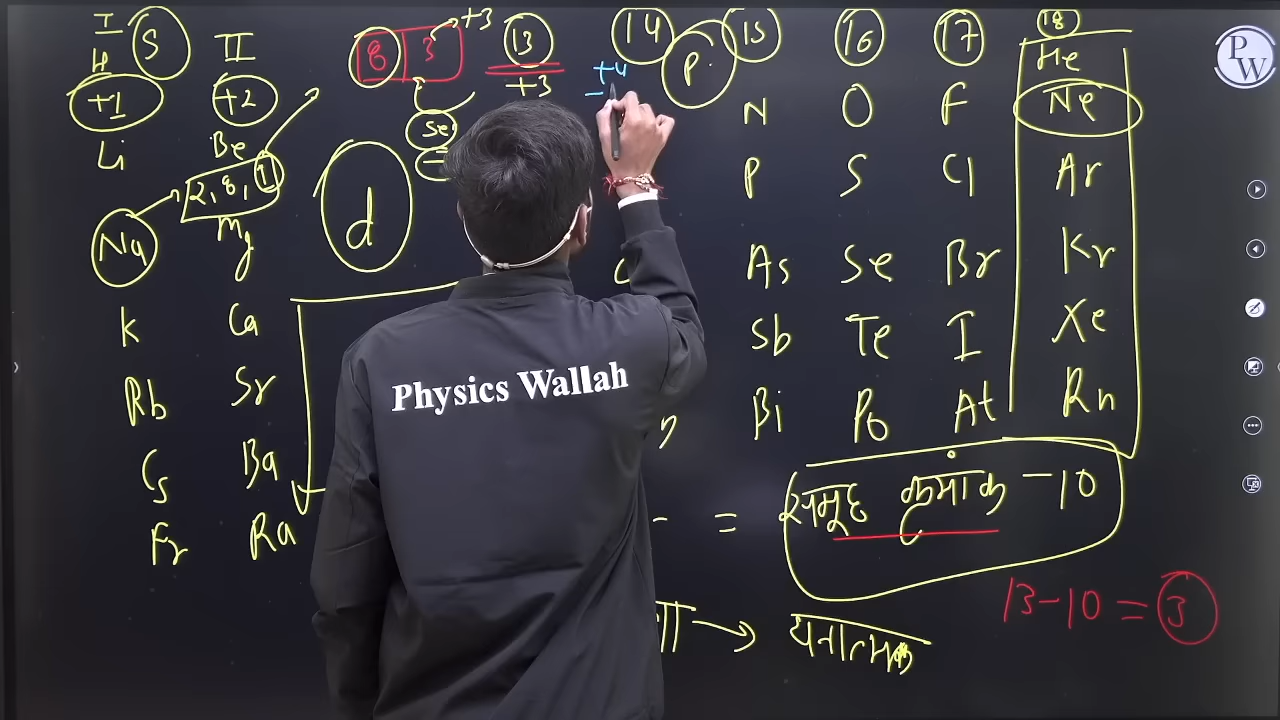 I S II 8 3 +3 13 14 P 15 16 17 18
H +1 +2 +3 +4 He
Li Be Se N O F Ne
2, 8, 1
Na Mg d P S Cl Ar
K Ca As Se Br Kr
Rb Sr Sb Te I Xe
Cs Ba Bi Po At Rn
Fr Ra
= समूह क्रमांक -10
13-10 = 3
→ धनात्मक
Physics Wallah
PW